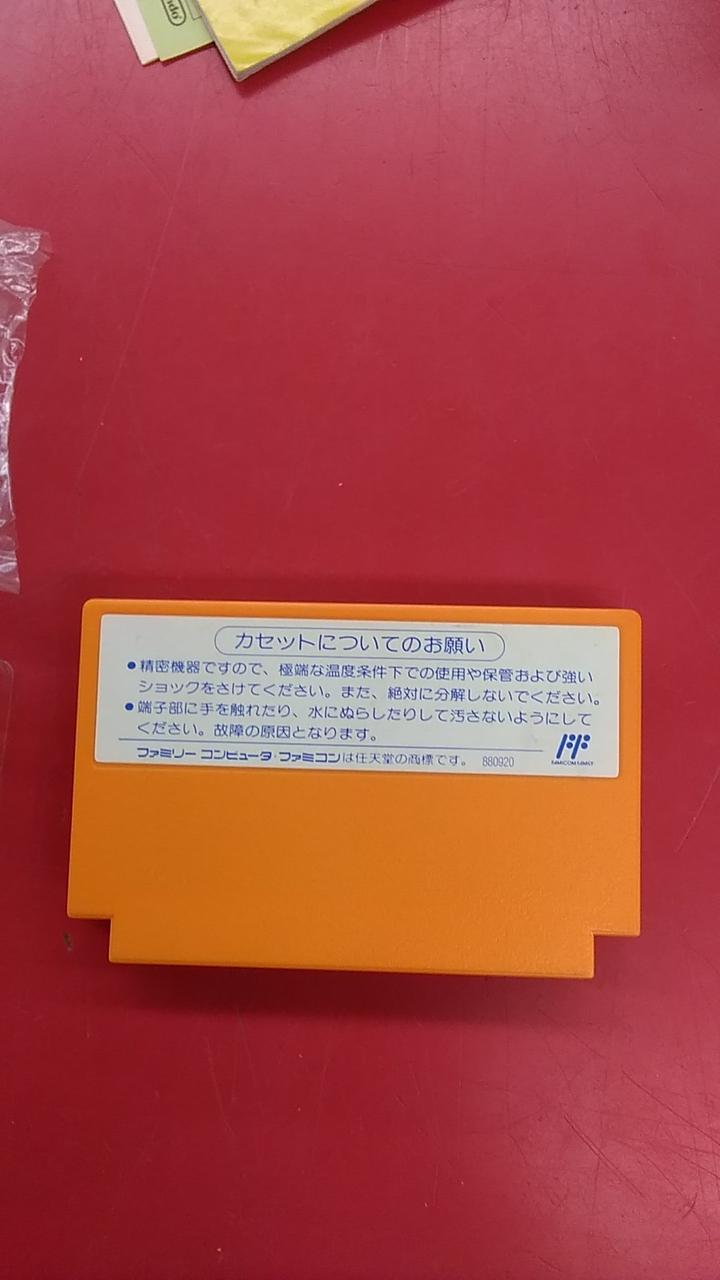 カセットについてのお願い
●精密機器ですので、極端な温度条件下での使用や保管および強い
ショックをさけてください。また、絶対に分解しないでください。
●端子部に手を触れたり、水にぬらしたりして汚さないようにして
ください。故障の原因となります。
ファミリー コンピュータ・ファミコンは任天堂の商標です。 880920
FAMICOM FAMILY